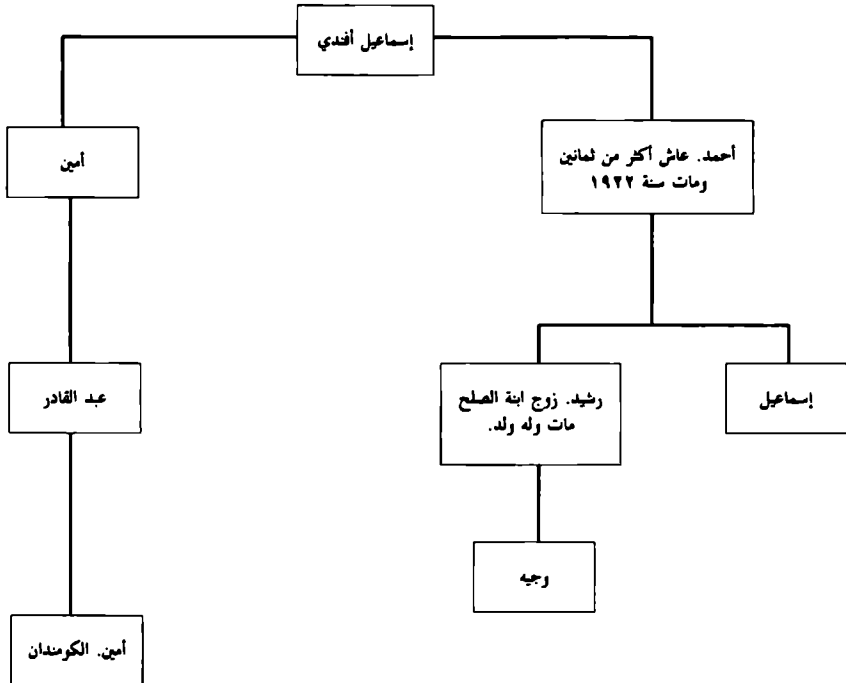 إسماعيل أفندي
أحمد. عاش أكثر من ثمانين
ومات سنة ١٩٢٢
أمين
رشيد. زوج ابنة الصلح
مات وله ولد.
إسماعيل
عبد القادر
وجيه
أمين. الكومندان